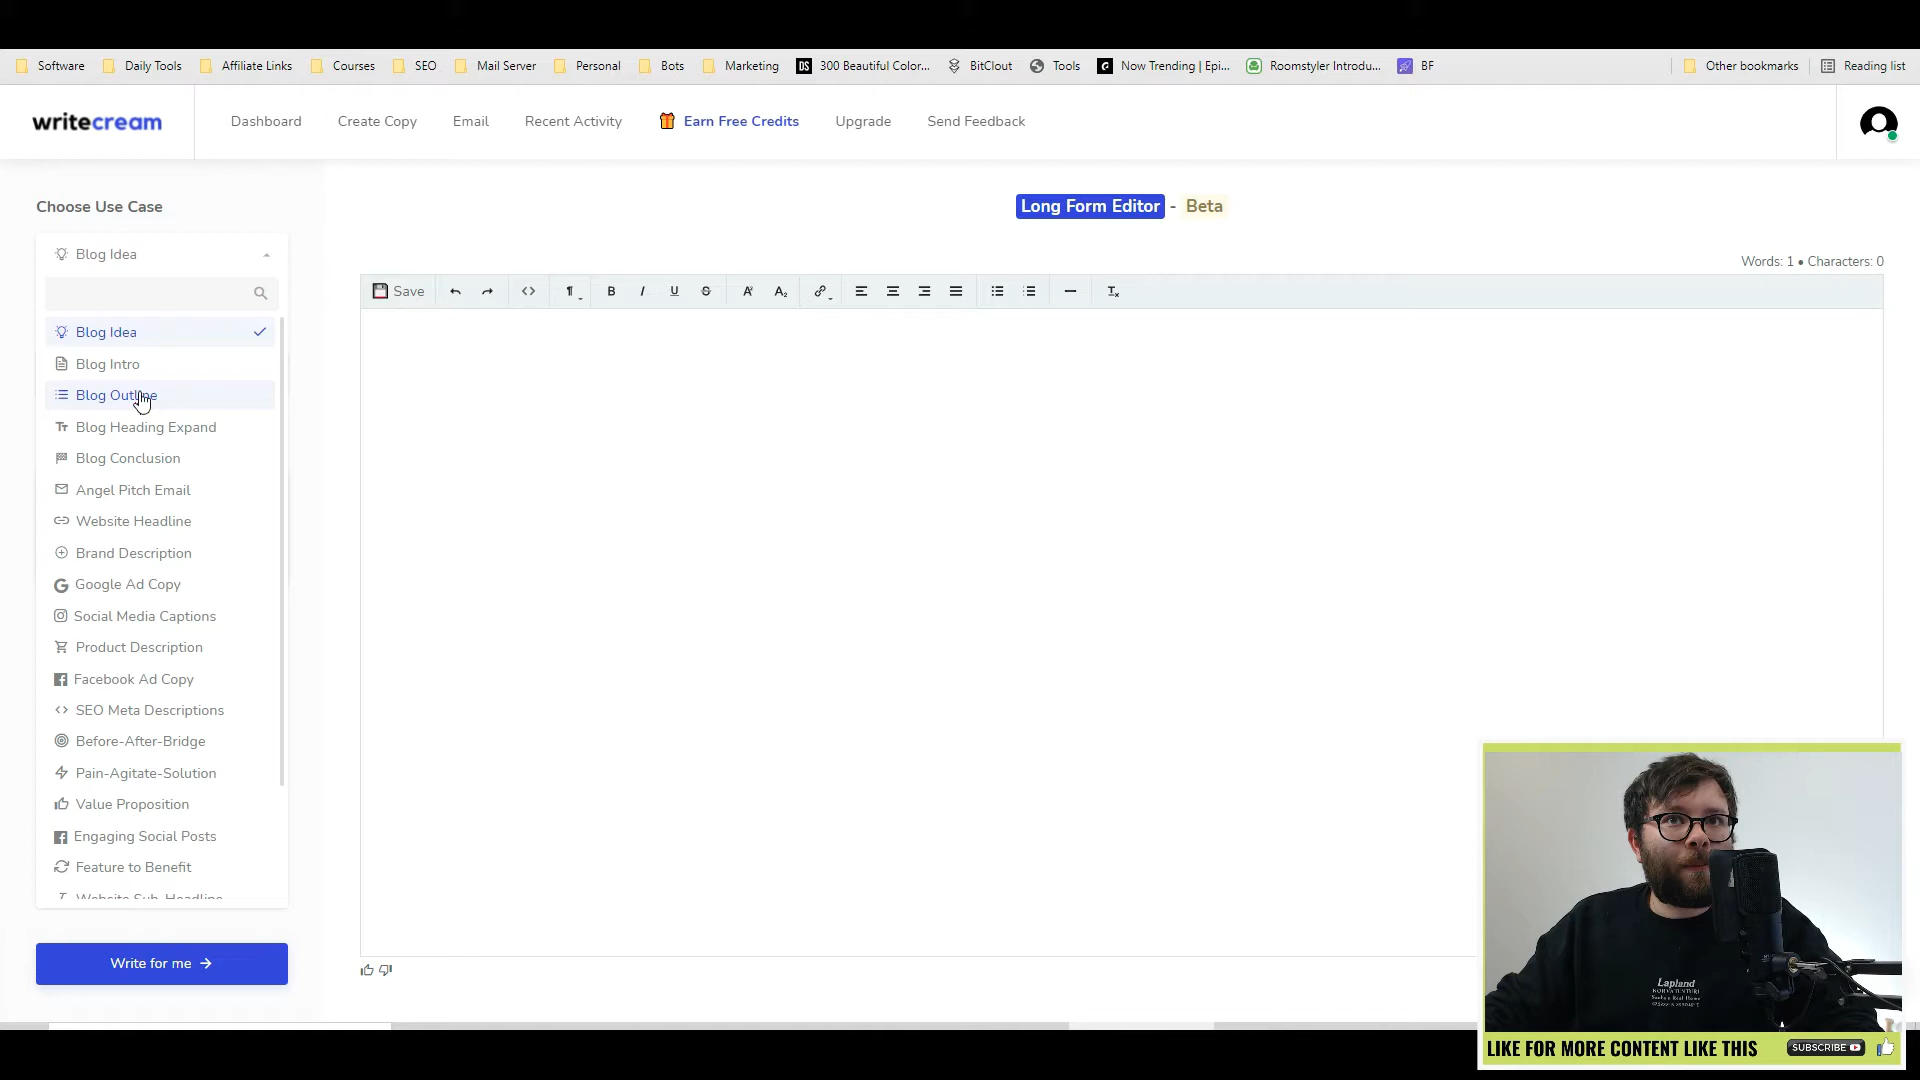 Software Daily Tools Affiliate Links Courses SEO Mail Server Personal Bots Marketing DS 300 Beautiful Color... BitClout Tools Now Trending | Epi... Roomstyler Introdu... BF Other bookmarks Reading list
writecream Dashboard Create Copy Email Recent Activity Earn Free Credits Upgrade Send Feedback
Choose Use Case
Long Form Editor - Beta
Blog Idea
Words: 1 • Characters: 0
Save
Blog Idea
Blog Intro
Blog Outline
Blog Heading Expand
Blog Conclusion
Angel Pitch Email
Website Headline
Brand Description
Google Ad Copy
Social Media Captions
Product Description
Facebook Ad Copy
SEO Meta Descriptions
Before-After-Bridge
Pain-Agitate-Solution
Value Proposition
Engaging Social Posts
Feature to Benefit
Website Sub-Headline
Write for me
Lapland
LIKE FOR MORE CONTENT LIKE THIS SUBSCRIBE